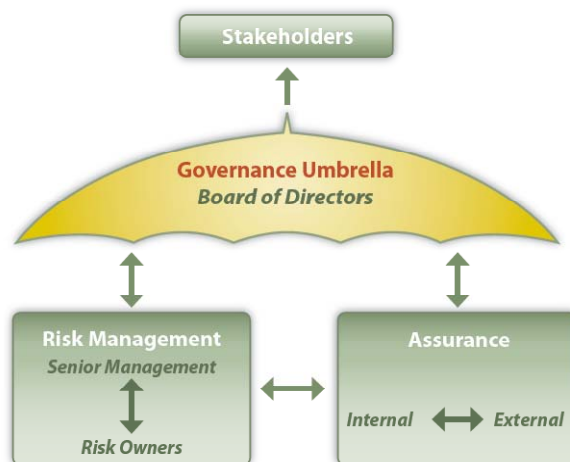 Stakeholders
Governance Umbrella
Board of Directors
Risk Management
Senior Management
Risk Owners
Assurance
Internal
External